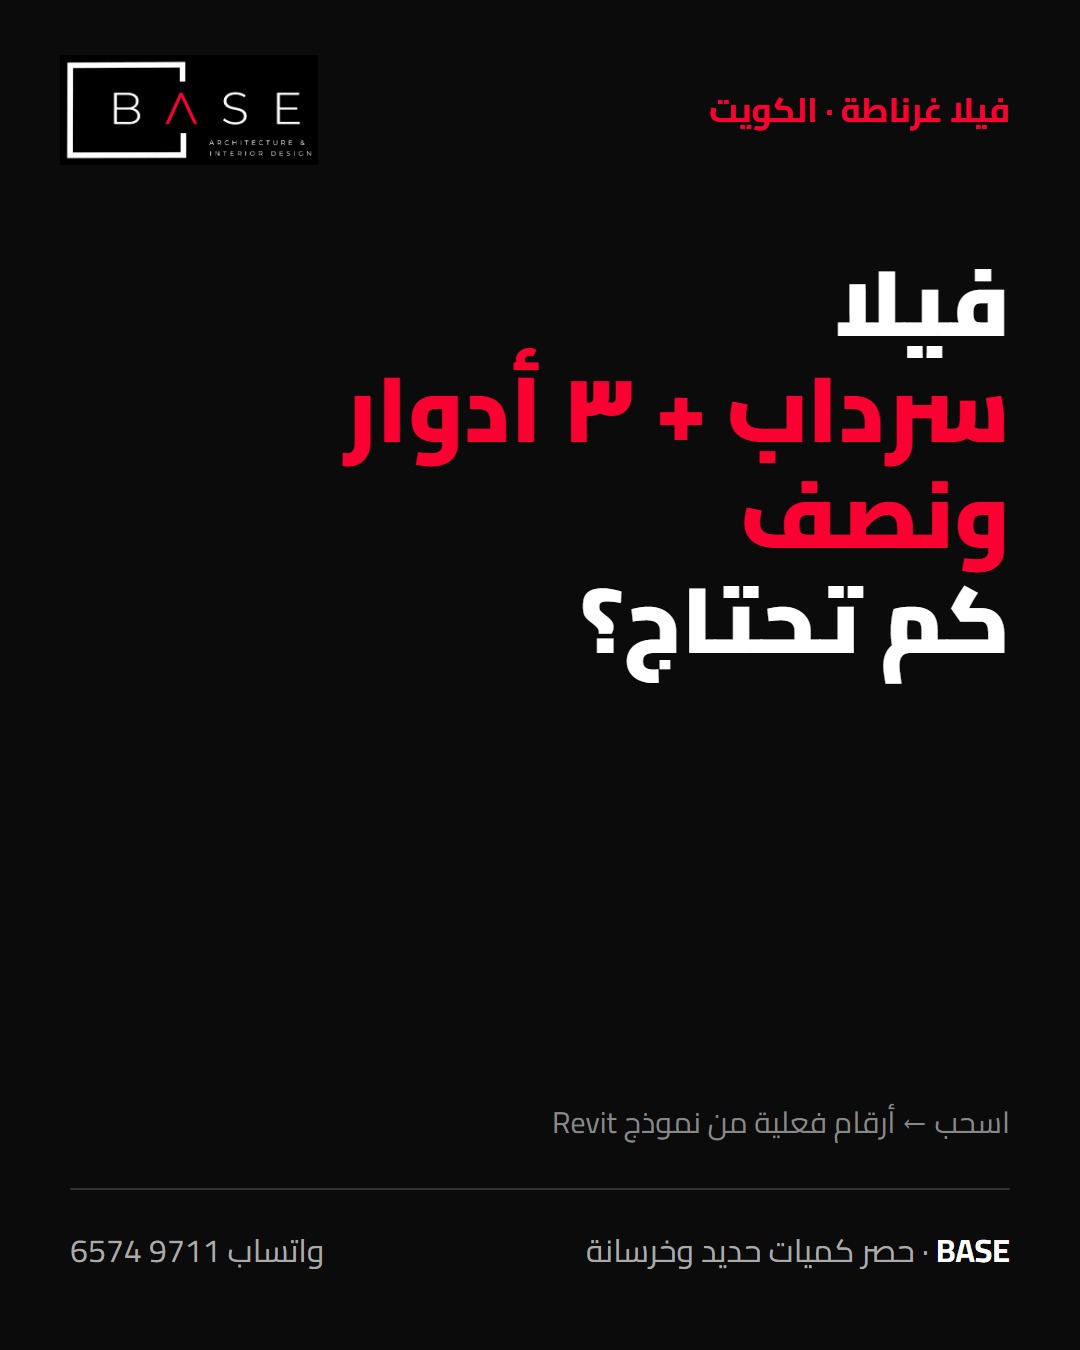 BASE
ARCHITECTURE &
INTERIOR DESIGN
فيلا غرناطة · الكويت
فيلا
سرداب + ٣ أدوار
ونصف
كم تحتاج؟
اسحب ← أرقام فعلية من نموذج Revit
BASE · حصر كميات حديد وخرسانة
واتساب 9711 6574